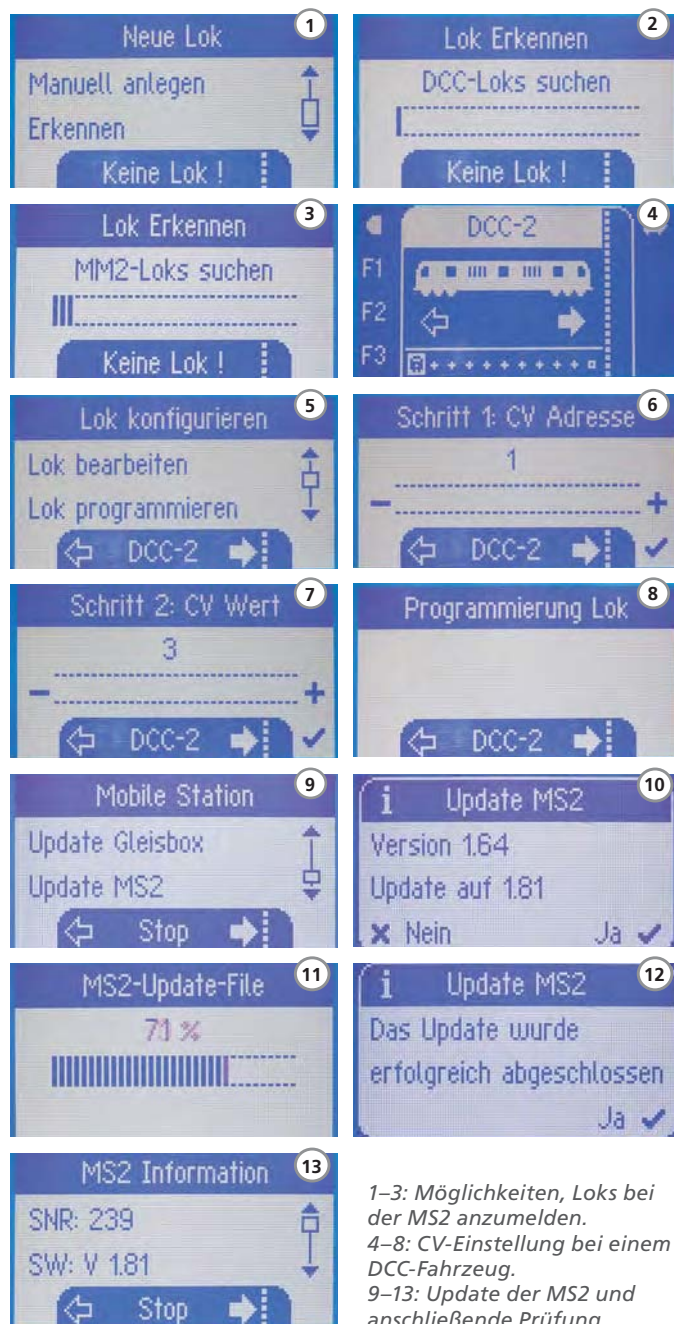 1
Neue Lok
Manuell anlegen
Erkennen
Keine Lok !
2
Lok Erkennen
DCC-Loks suchen
Keine Lok !
3
Lok Erkennen
MM2-Loks suchen
Keine Lok !
4
DCC-2
F1
F2
F3
5
Lok konfigurieren
Lok bearbeiten
Lok programmieren
DCC-2
6
Schritt 1: CV Adresse
1
DCC-2
7
Schritt 2: CV Wert
3
DCC-2
8
Programmierung Lok
DCC-2
9
Mobile Station
Update Gleisbox
Update MS2
Stop
10
i Update MS2
Version 1.64
Update auf 1.81
Nein Ja
11
MS2-Update-File
71 %
12
i Update MS2
Das Update wurde
erfolgreich abgeschlossen
Ja
13
MS2 Information
SNR: 239
SW: V 1.81
Stop
1–3: Möglichkeiten, Loks bei
der MS2 anzumelden.
4–8: CV-Einstellung bei einem
DCC-Fahrzeug.
9–13: Update der MS2 und
anschließende Prüfung